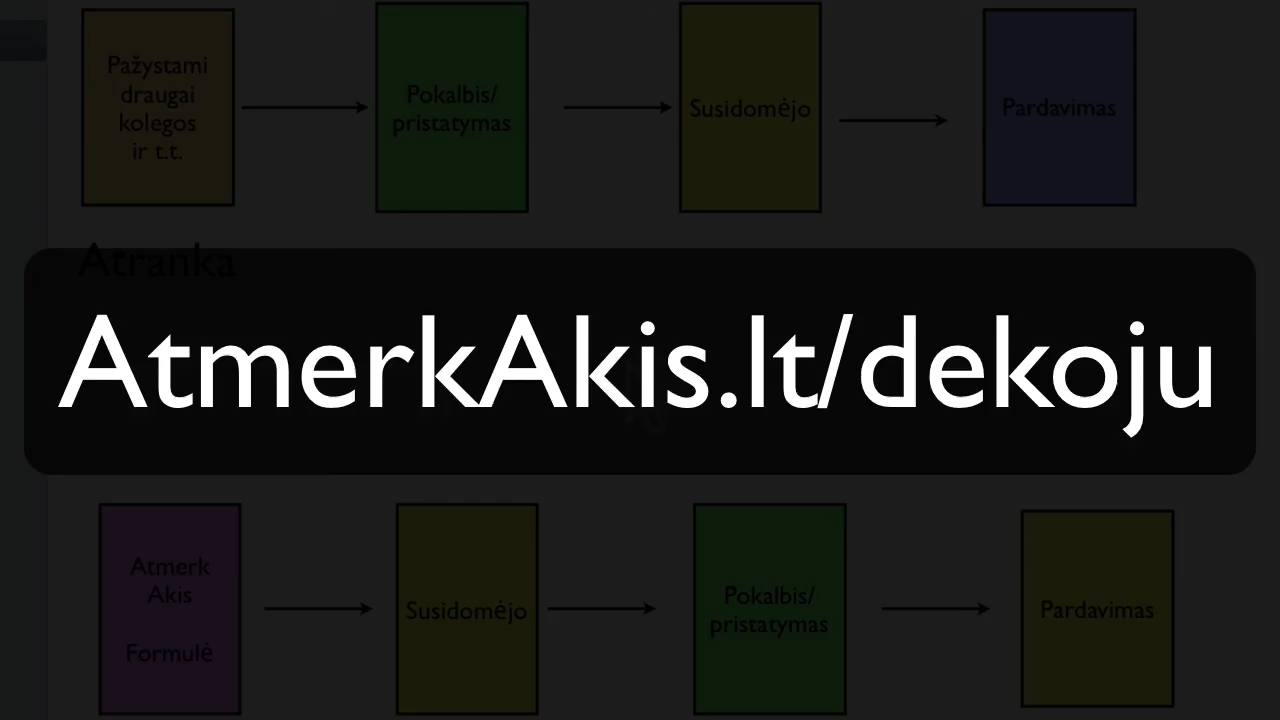 Pažystami
draugai
kolegos
ir t.t.
Pokalbis/
pristatymas
Susidomėjo
Pardavimas
Atranka
AtmerkAkis.lt/dekoju
Atmerk
Akis
Formulė
Susidomėjo
Pokalbis/
pristatymas
Pardavimas